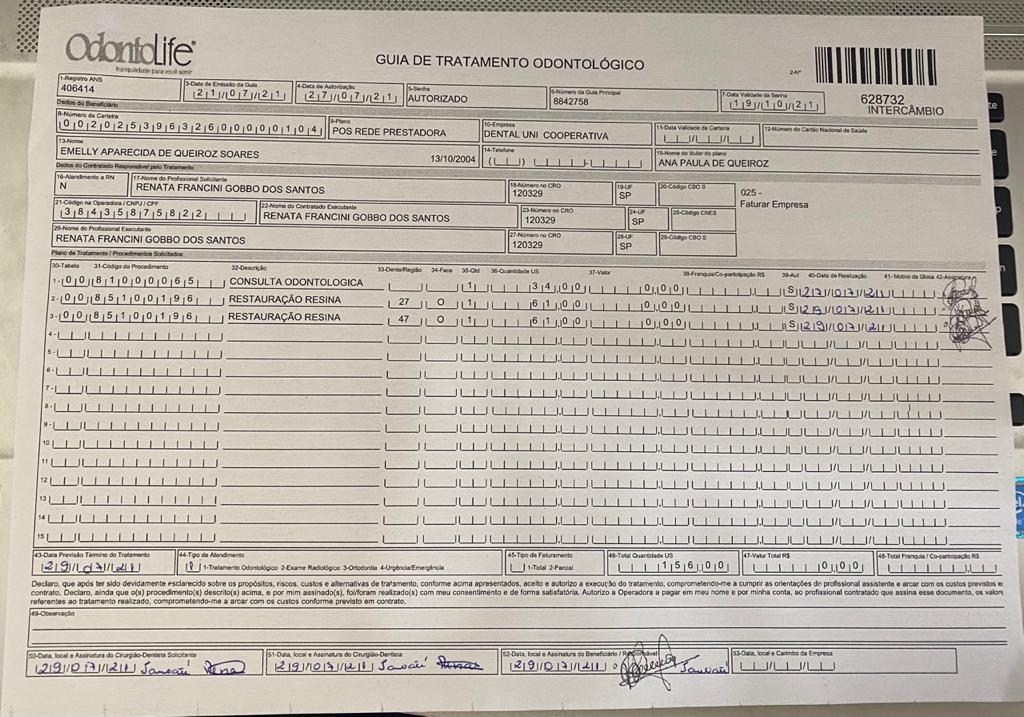 OdontoLife
tranquilidade para você sorrir
GUIA DE TRATAMENTO ODONTOLÓGICO
2-Nº
628732
INTERCÂMBIO
1-Registro ANS
406414
3-Data de Emissão da Guia
21/07/21
4-Data de Autorização
27/07/21
5-Senha
AUTORIZADO
6-Número da Guia Principal
8842758
7-Data Validade da Senha
19/10/21
Dados do Beneficiário
8-Número da Carteira
00202539632600000104
9-Plano
POS REDE PRESTADORA
10-Empresa
DENTAL UNI COOPERATIVA
11-Data Validade da Carteira
12-Número do Cartão Nacional de Saúde
13-Nome
EMELLY APARECIDA DE QUEIROZ SOARES 13/10/2004
14-Telefone
15-Nome do titular do plano
ANA PAULA DE QUEIROZ
Dados do Contratado Responsável pelo Tratamento
16-Atendimento a RN
N
17-Nome do Profissional Solicitante
RENATA FRANCINI GOBBO DOS SANTOS
18-Número no CRO
120329
19-UF
SP
20-Código CBO S
025 -
Faturar Empresa
21-Código na Operadora / CNPJ / CPF
38435875822
22-Nome do Contratado Executante
RENATA FRANCINI GOBBO DOS SANTOS
23-Número no CRO
120329
24-UF
SP
25-Código CNES
26-Nome do Profissional Executante
RENATA FRANCINI GOBBO DOS SANTOS
27-Número no CRO
120329
28-UF
SP
29-Código CBO S
Plano de Tratamento / Procedimentos Solicitados
30-Tabela 31-Código do Procedimento 32-Descrição 33-Dente/Região 34-Face 35-Qtd 36-Quantidade US 37-Valor 38-Franquia/Co-participação R$ 39-Aut 40-Data de Realização 41- Motivo da Glosa 42-Assinatura
1- 00 81000065 CONSULTA ODONTOLOGICA 1 34,00 0,00 S 27/07/21
2- 00 85100196 RESTAURAÇÃO RESINA 27 O 1 61,00 0,00 S 29/07/21
3- 00 85100196 RESTAURAÇÃO RESINA 47 O 1 61,00 0,00 S 29/07/21
4-
5-
6-
7-
8-
9-
10
11
12
13
14
15
43-Data Previsão Término do Tratamento
29/07/21
44-Tipo de Atendimento
1 1-Tratamento Odontológico 2-Exame Radiológico 3-Ortodontia 4-Urgência/Emergência
45-Tipo de Faturamento
1-Total 2-Parcial
46-Total Quantidade US
156,00
47-Valor Total R$
0,00
48-Total Franquia / Co-participação R$
Declaro, que após ter sido devidamente esclarecido sobre os propósitos, riscos, custos e alternativas de tratamento, conforme acima apresentados, aceito e autorizo a execução do tratamento, comprometendo-me a cumprir as orientações do profissional assistente e arcar com os custos previstos em
contrato. Declaro, ainda que o(s) procedimento(s) descrito(s) acima, e por mim assinado(s), foi/foram realizado(s) com meu consentimento e de forma satisfatória. Autorizo a Operadora a pagar em meu nome e por minha conta, ao profissional contratado que assina esse documento, os valores
referentes ao tratamento realizado, comprometendo-me a arcar com os custos conforme previsto em contrato.
49-Observação
50-Data, local e Assinatura do Cirurgião-Dentista Solicitante
29/07/21
51-Data, local e Assinatura do Cirurgião-Dentista
29/07/21
52-Data, local e Assinatura do Beneficiário / Responsável
29/07/21
53-Data, local e Carimbo da Empresa